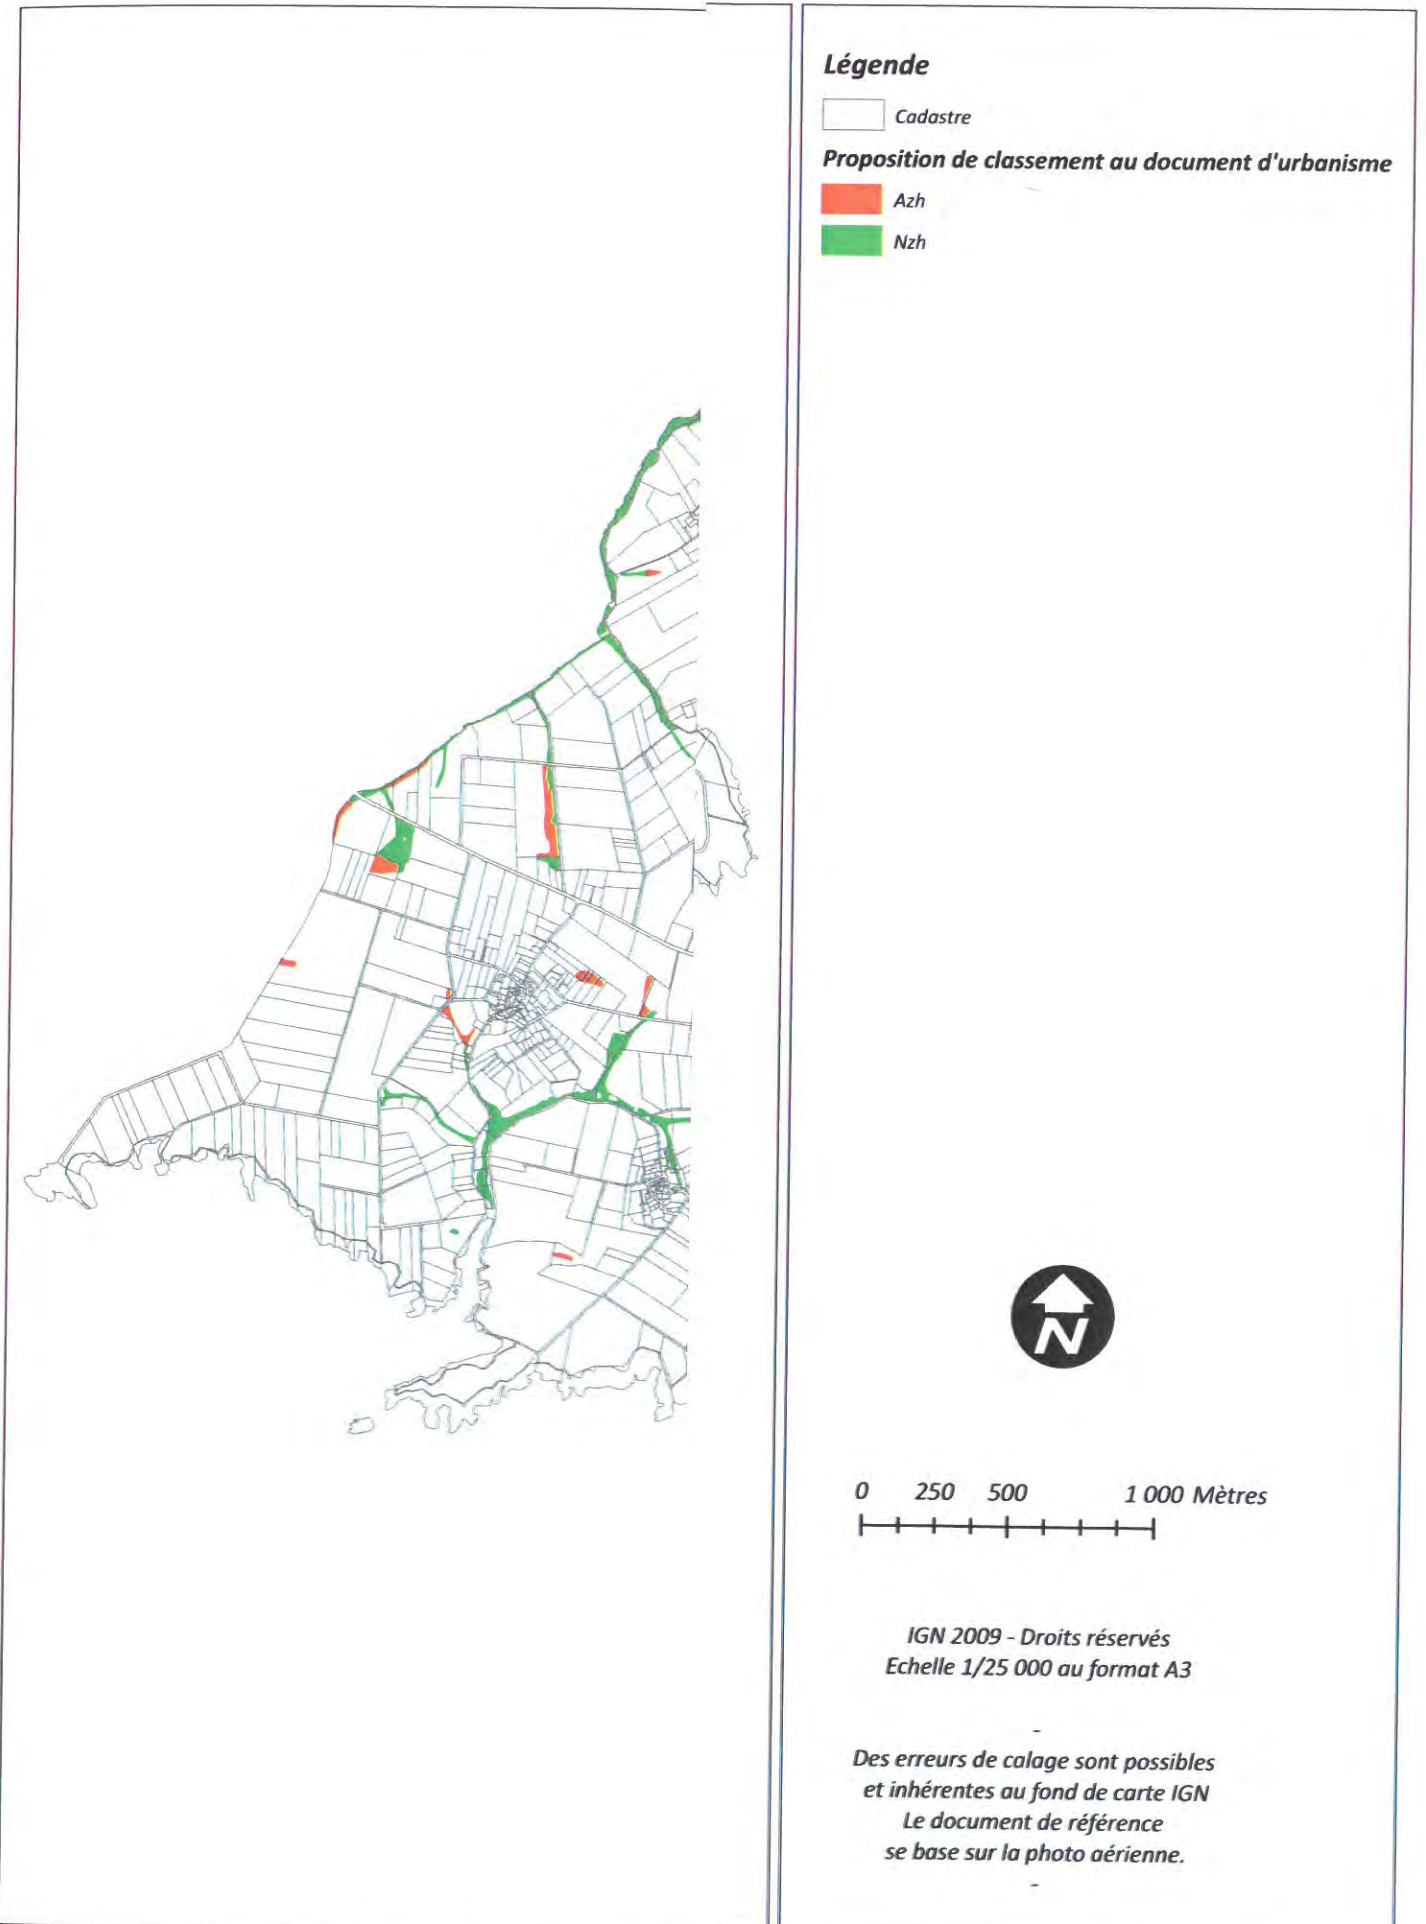 Légende
Cadastre
Proposition de classement au document d'urbanisme
Azh
Nzh
N
0 250 500 1 000 Mètres
IGN 2009 - Droits réservés
Echelle 1/25 000 au format A3
-
Des erreurs de calage sont possibles
et inhérentes au fond de carte IGN
Le document de référence
se base sur la photo aérienne.
-